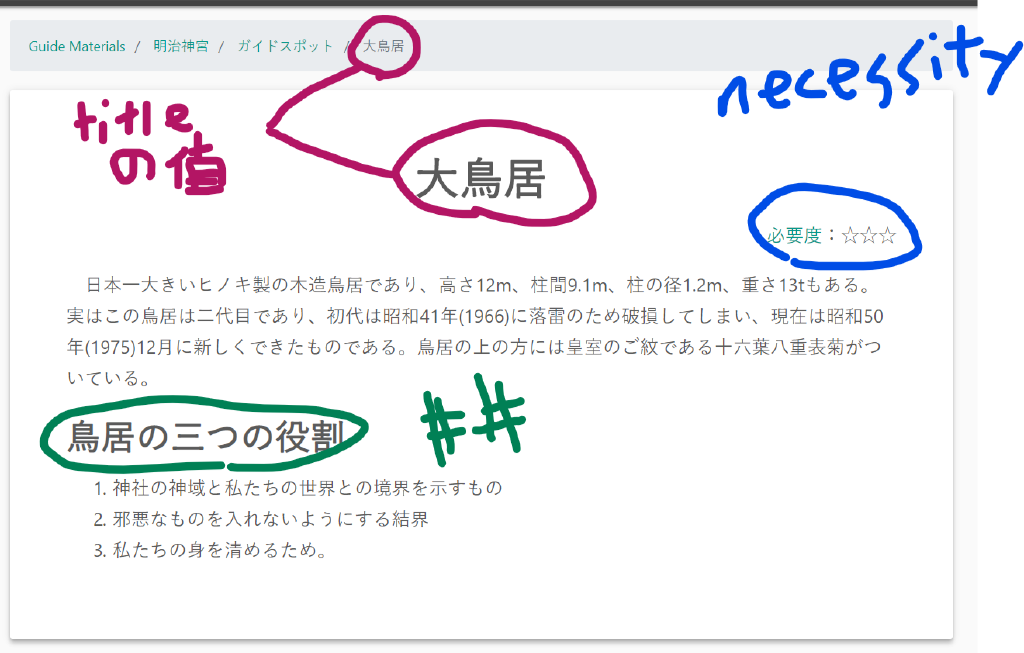 Guide Materials / 明治神宮 / ガイドスポット / 大鳥居
necessity
title
の値
大鳥居
必要度：☆☆☆
日本一大きいヒノキ製の木造鳥居であり、高さ12m、柱間9.1m、柱の径1.2m、重さ13tもある。
実はこの鳥居は二代目であり、初代は昭和41年(1966)に落雷のため破損してしまい、現在は昭和50
年(1975)12月に新しくできたものである。鳥居の上の方には皇室のご紋である十六葉八重表菊がつ
いている。
鳥居の三つの役割
##
1. 神社の神域と私たちの世界との境界を示すもの
2. 邪悪なものを入れないようにする結界
3. 私たちの身を清めるため。